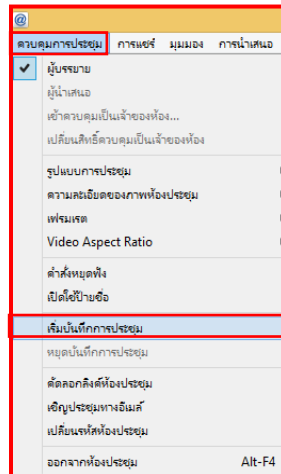 @
ควบคุมการประชุม การแชร์ มุมมอง การนำเสนอ
ผู้บรรยาย
ผู้นำเสนอ
เข้าควบคุมเป็นเจ้าของห้อง...
เปลี่ยนสิทธิ์ควบคุมเป็นเจ้าของห้อง
รูปแบบการประชุม
ความละเอียดของภาพห้องประชุม
เฟรมเรต
Video Aspect Ratio
คำสั่งหยุดฟัง
เปิดใช้ป้ายชื่อ
เริ่มบันทึกการประชุม
หยุดบันทึกการประชุม
คัดลอกลิงค์ห้องประชุม
เชิญประชุมทางอีเมล์
เปลี่ยนรหัสห้องประชุม
ออกจากห้องประชุม Alt-F4